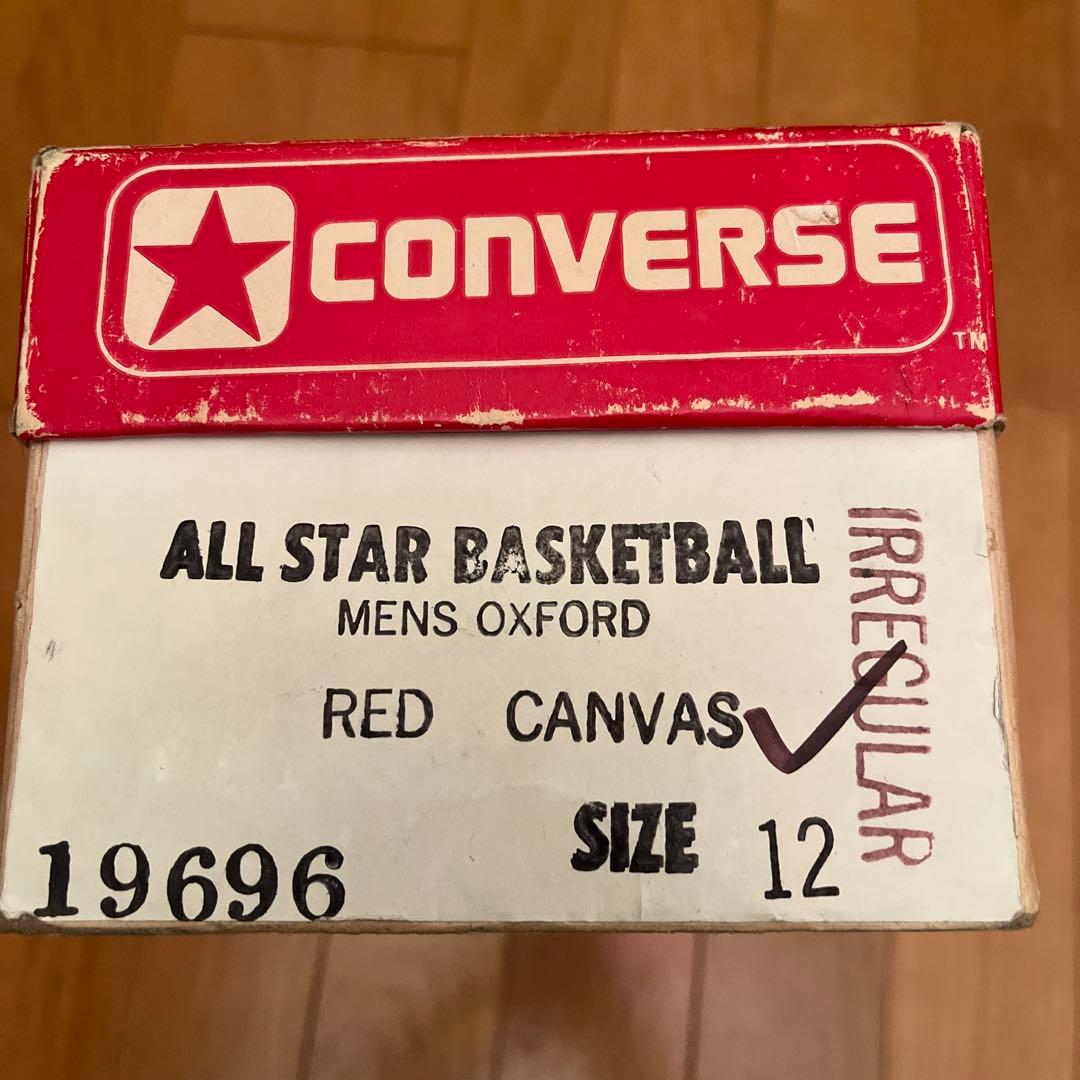 CONVERSE
TM
ALL STAR BASKETBALL
MENS OXFORD
RED CANVAS
IRREGULAR
SIZE 12
19696